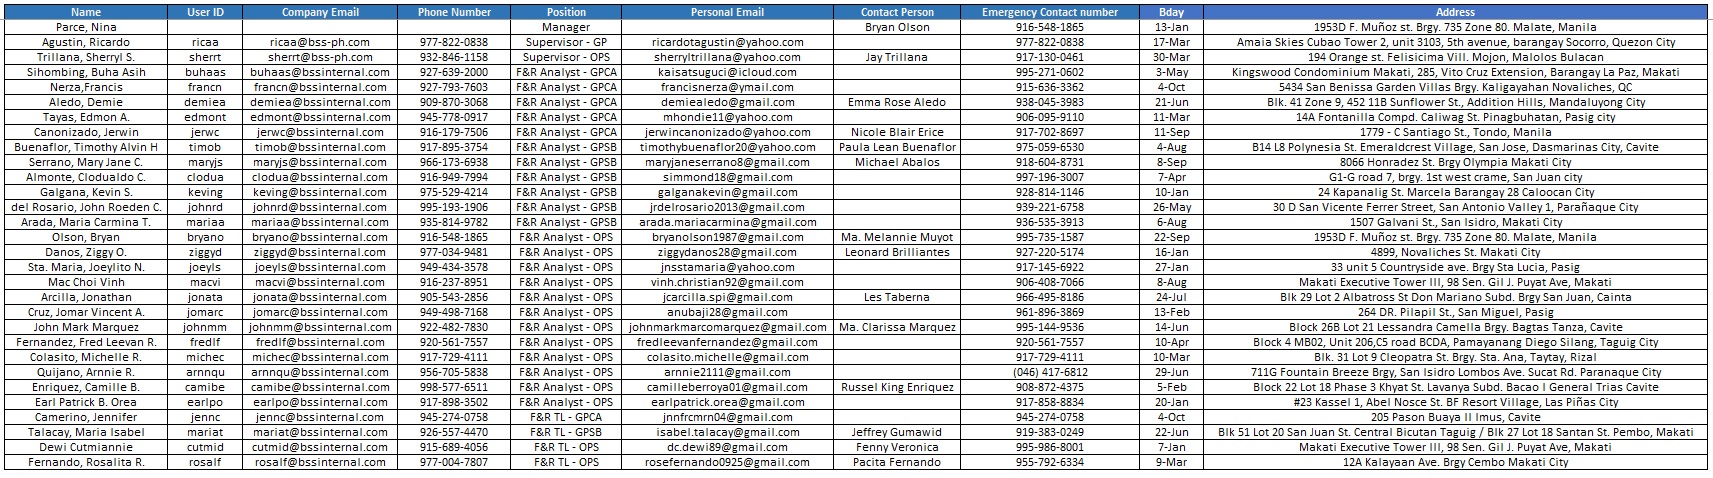 Name User ID Company Email Phone Number Position Personal Email Contact Person Emergency Contact number Bday Address
Parce, Nina Manager Bryan Olson 916-548-1865 13-Jan 1953D F. Muñoz st. Brgy. 735 Zone 80. Malate, Manila
Agustin, Ricardo ricaa ricaa@bss-ph.com 977-822-0838 Supervisor - GP ricardotagustin@yahoo.com 977-822-0838 17-Mar Amaia Skies Cubao Tower 2, unit 3103, 5th avenue, barangay Socorro, Quezon City
Trillana, Sherryl S. sherrt sherrt@bss-ph.com 932-846-1158 Supervisor - OPS sherryltrillana@yahoo.com Jay Trillana 917-130-0461 30-Mar 194 Orange st. Felisicima Vill. Mojon, Malolos Bulacan
Sihombing, Buha Asih buhaas buhaas@bssinternal.com 927-639-2000 F&R Analyst - GPCA kaisatsuguci@icloud.com 995-271-0602 3-May Kingswood Condominium Makati, 285, Vito Cruz Extension, Barangay La Paz, Makati
Nerza,Francis francn francn@bssinternal.com 927-793-7603 F&R Analyst - GPCA francisnerza@ymail.com 915-636-3362 4-Oct 5434 San Benissa Garden Villas Brgy. Kaligayahan Novaliches, QC
Aledo, Demie demiea demiea@bssinternal.com 909-870-3068 F&R Analyst - GPCA demiealedo@gmail.com Emma Rose Aledo 938-045-3983 21-Jun Blk. 41 Zone 9, 452 11B Sunflower St., Addition Hills, Mandaluyong City
Tayas, Edmon A. edmont edmont@bssinternal.com 945-778-0917 F&R Analyst - GPCA mhondie11@yahoo.com 906-095-9110 11-Mar 14A Fontanilla Compd. Caliwag St. Pinagbuhatan, Pasig city
Canonizado, Jerwin jerwc jerwc@bssinternal.com 916-179-7506 F&R Analyst - GPCA jerwincanonizado@yahoo.com Nicole Blair Erice 917-702-8697 11-Sep 1779 - C Santiago St., Tondo, Manila
Buenaflor, Timothy Alvin H timob timob@bssinternal.com 917-895-3754 F&R Analyst - GPSB timothybuenaflor20@yahoo.com Paula Lean Buenaflor 975-059-6530 4-Aug B14 L8 Polynesia St. Emeraldcrest Village, San Jose, Dasmarinas City, Cavite
Serrano, Mary Jane C. maryjs maryjs@bssinternal.com 966-173-6938 F&R Analyst - GPSB maryjaneserrano8@gmail.com Michael Abalos 918-604-8731 8-Sep 8066 Honradez St. Brgy Olympia Makati City
Almonte, Clodualdo C. clodua clodua@bssinternal.com 916-949-7994 F&R Analyst - GPSB simmond18@gmail.com 997-196-3007 7-Apr G1-G road 7, brgy. 1st west crame, San Juan city
Galgana, Kevin S. keving keving@bssinternal.com 975-529-4214 F&R Analyst - GPSB galganakevin@gmail.com 928-814-1146 10-Jan 24 Kapanalig St. Marcela Barangay 28 Caloocan City
del Rosario, John Roeden C. johnrd johnrd@bssinternal.com 995-193-1906 F&R Analyst - GPSB jrdelrosario2013@gmail.com 939-221-6758 26-May 30 D San Vicente Ferrer Street, San Antonio Valley 1, Parañaque City
Arada, Maria Carmina T. mariaa mariaa@bssinternal.com 935-814-9782 F&R Analyst - GPSB arada.mariacarmina@gmail.com 936-535-3913 6-Aug 1507 Galvani St., San Isidro, Makati City
Olson, Bryan bryano bryano@bssinternal.com 916-548-1865 F&R Analyst - OPS bryanolson1987@gmail.com Ma. Melannie Muyot 995-735-1587 22-Sep 1953D F. Muñoz st. Brgy. 735 Zone 80. Malate, Manila
Danos, Ziggy O. ziggyd ziggyd@bssinternal.com 977-034-9481 F&R Analyst - OPS ziggydanos28@gmail.com Leonard Brilliantes 927-220-5174 16-Jan 4899, Novaliches St. Makati City
Sta. Maria, Joeylito N. joeyls joeyls@bssinternal.com 949-434-3578 F&R Analyst - OPS jnsstamaria@yahoo.com 917-145-6922 27-Jan 33 unit 5 Countryside ave. Brgy Sta Lucia, Pasig
Mac Choi Vinh macvi macvi@bssinternal.com 916-237-8951 F&R Analyst - OPS vinh.christian92@gmail.com 906-408-7066 8-Aug Makati Executive Tower III, 98 Sen. Gil J. Puyat Ave, Makati
Arcilla, Jonathan jonata jonata@bssinternal.com 905-543-2856 F&R Analyst - OPS jcarcilla.spi@gmail.com Les Taberna 966-495-8186 24-Jul Blk 29 Lot 2 Albatross St Don Mariano Subd. Brgy San Juan, Cainta
Cruz, Jomar Vincent A. jomarc jomarc@bssinternal.com 949-498-7168 F&R Analyst - OPS anubaji28@gmail.com 961-896-3869 13-Feb 264 DR. Pilapil St., San Miguel, Pasig
John Mark Marquez johnmm johnmm@bssinternal.com 922-482-7830 F&R Analyst - OPS johnmarkmarcomarquez@gmail.com Ma. Clarissa Marquez 995-144-9536 14-Jun Block 26B Lot 21 Lessandra Camella Brgy. Bagtas Tanza, Cavite
Fernandez, Fred Leevan R. fredlf fredlf@bssinternal.com 920-561-7557 F&R Analyst - OPS fredleevanfernandez@gmail.com 920-561-7557 10-Apr Block 4 MB02, Unit 206,C5 road BCDA, Pamayanang Diego Silang, Taguig City
Colasito, Michelle R. michec michec@bssinternal.com 917-729-4111 F&R Analyst - OPS colasito.michelle@gmail.com 917-729-4111 10-Mar Blk. 31 Lot 9 Cleopatra St. Brgy. Sta. Ana, Taytay, Rizal
Quijano, Arnnie R. arnnqu arnnqu@bssinternal.com 956-705-5838 F&R Analyst - OPS arnnie2111@gmail.com (046) 417-6812 29-Jun 711G Fountain Breeze Brgy, San Isidro Lombos Ave. Sucat Rd. Paranaque City
Enriquez, Camille B. camibe camibe@bssinternal.com 998-577-6511 F&R Analyst - OPS camilleberroya01@gmail.com Russel King Enriquez 908-872-4375 5-Feb Block 22 Lot 18 Phase 3 Khyat St. Lavanya Subd. Bacao I General Trias Cavite
Earl Patrick B. Orea earlpo earlpo@bssinternal.com 917-898-3502 F&R Analyst - OPS earlpatrick.orea@gmail.com 917-858-8834 20-Jan #23 Kassel 1, Abel Nosce St. BF Resort Village, Las Piñas City
Camerino, Jennifer jennc jennc@bssinternal.com 945-274-0758 F&R TL - GPCA jnnfrcmrn04@gmail.com 945-274-0758 4-Oct 205 Pason Buaya II Imus, Cavite
Talacay, Maria Isabel mariat mariat@bssinternal.com 926-557-4470 F&R TL - GPSB isabel.talacay@gmail.com Jeffrey Gumawid 919-383-0249 22-Jun Blk 51 Lot 20 San Juan St. Central Bicutan Taguig / Blk 27 Lot 18 Santan St. Pembo, Makati
Dewi Cutmiannie cutmid cutmid@bssinternal.com 915-689-4056 F&R TL - OPS dc.dewi89@gmail.com Fenny Veronica 995-986-8001 7-Jan Makati Executive Tower III, 98 Sen. Gil J. Puyat Ave, Makati
Fernando, Rosalita R. rosalf rosalf@bssinternal.com 977-004-7807 F&R TL - OPS rosefernando0925@gmail.com Pacita Fernando 955-792-6334 9-Mar 12A Kalayaan Ave. Brgy Cembo Makati City